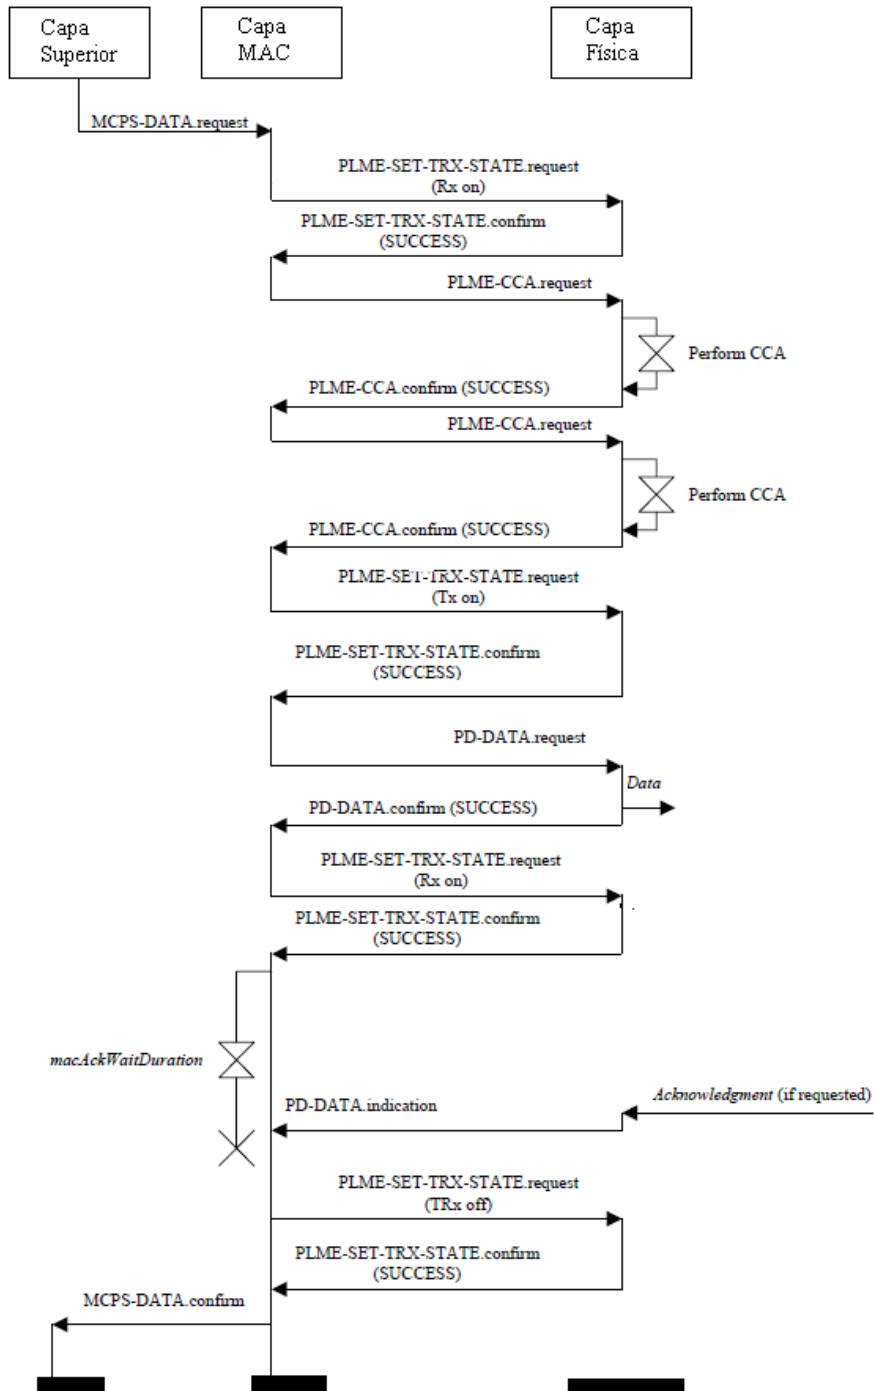 Capa
Superior
Capa
MAC
Capa
Física
MCPS-DATA.request
PLME-SET-TRX-STATE.request
(Rx on)
PLME-SET-TRX-STATE.confirm
(SUCCESS)
PLME-CCA.request
Perform CCA
PLME-CCA.confirm (SUCCESS)
PLME-CCA.request
Perform CCA
PLME-CCA.confirm (SUCCESS)
PLME-SET-TRX-STATE.request
(Tx on)
PLME-SET-TRX-STATE.confirm
(SUCCESS)
PD-DATA.request
Data
PD-DATA.confirm (SUCCESS)
PLME-SET-TRX-STATE.request
(Rx on)
PLME-SET-TRX-STATE.confirm
(SUCCESS)
macAckWaitDuration
Acknowledgment (if requested)
PD-DATA.indication
PLME-SET-TRX-STATE.request
(TRx off)
PLME-SET-TRX-STATE.confirm
(SUCCESS)
MCPS-DATA.confirm